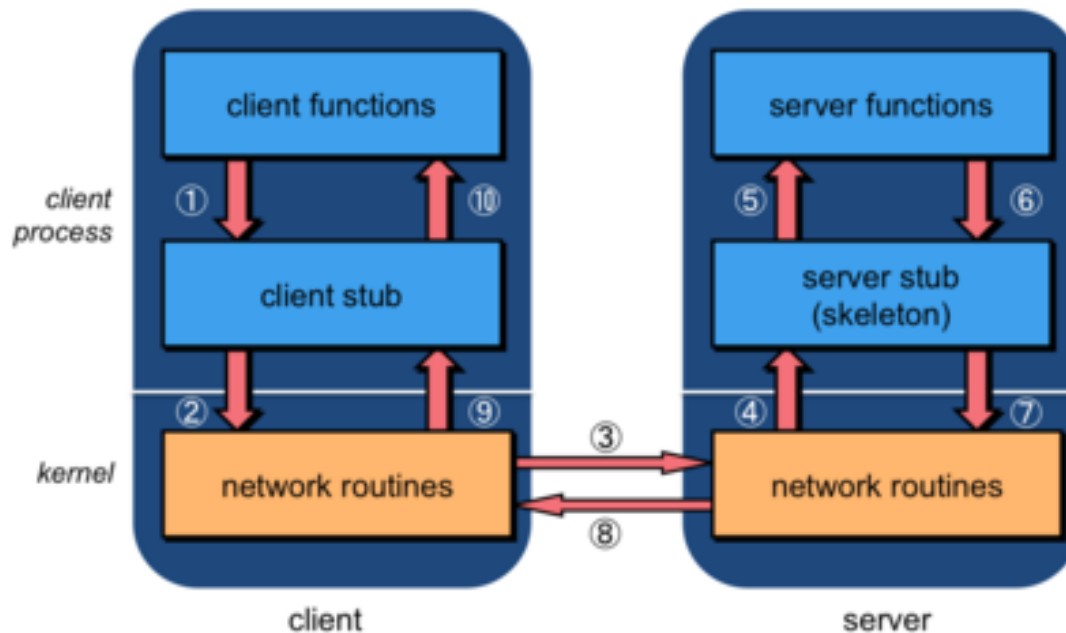 client functions
server functions
client
process
①
⑩
⑤
⑥
client stub
server stub
(skeleton)
②
⑨
④
⑦
③
kernel
network routines
network routines
⑧
client
server